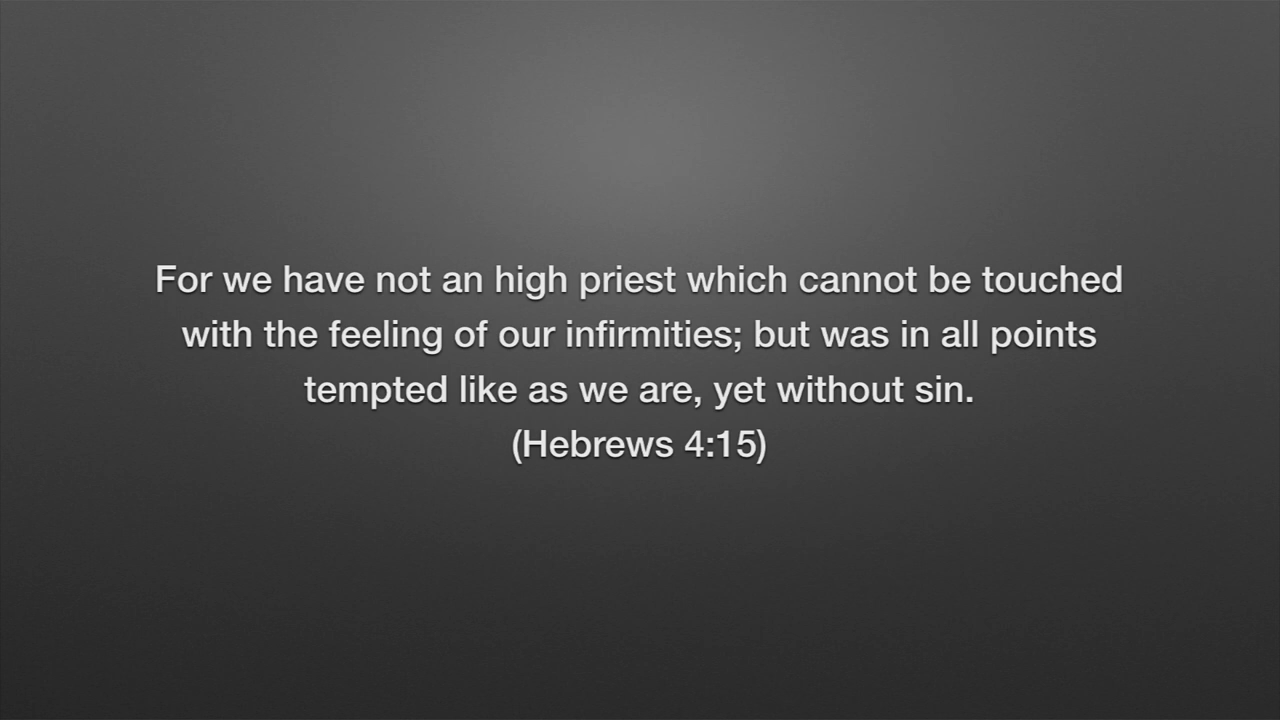 For we have not an high priest which cannot be touched
with the feeling of our infirmities; but was in all points
tempted like as we are, yet without sin.
(Hebrews 4:15)